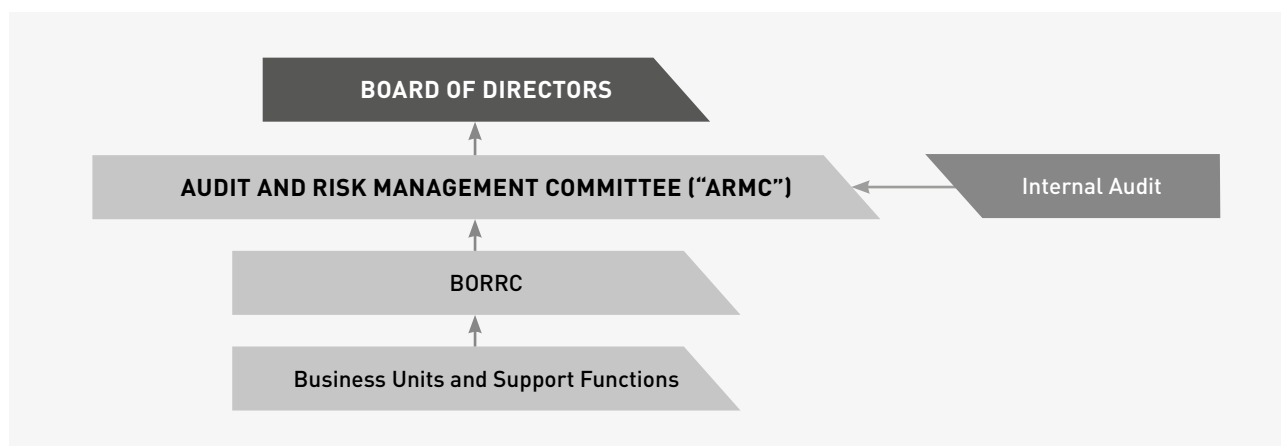 BOARD OF DIRECTORS
AUDIT AND RISK MANAGEMENT COMMITTEE (“ARMC”)
Internal Audit
BORRC
Business Units and Support Functions